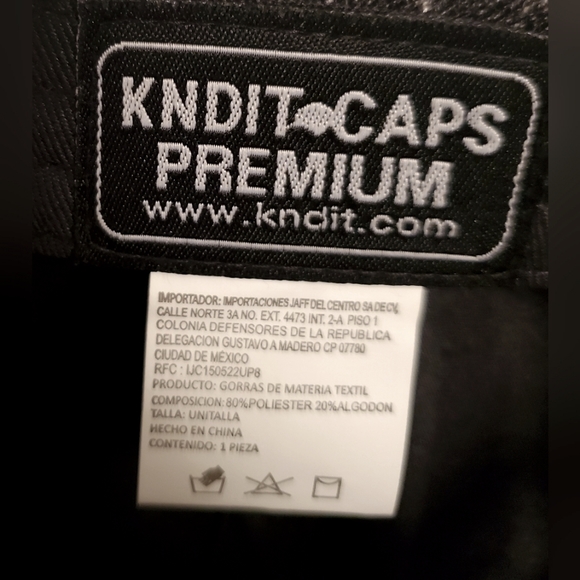 KNDIT CAPS
PREMIUM
www.kndit.com
IMPORTADOR: IMPORTACIONES JAFF DEL CENTRO SA DE CV,
CALLE NORTE 3A NO. EXT. 4473 INT. 2-A PISO 1
COLONIA DEFENSORES DE LA REPUBLICA
DELEGACION GUSTAVO A MADERO CP 07780
CIUDAD DE MÉXICO
RFC : IJC150522UP8
PRODUCTO: GORRAS DE MATERIA TEXTIL
COMPOSICION: 80%POLIESTER 20%ALGODON
TALLA: UNITALLA
HECHO EN CHINA
CONTENIDO: 1 PIEZA